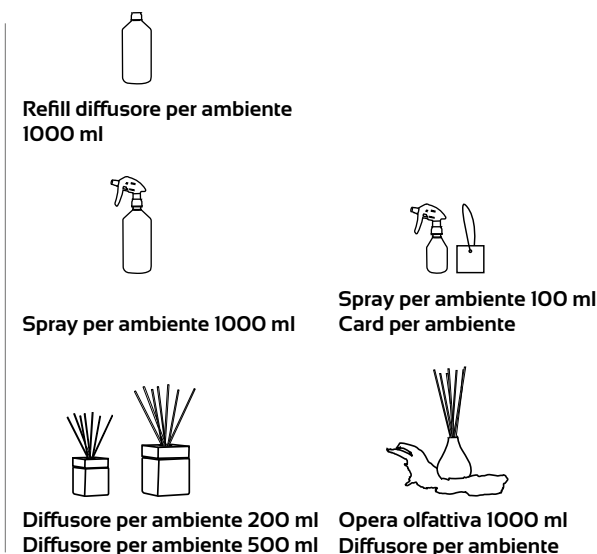 Refill diffusore per ambiente
1000 ml
Spray per ambiente 1000 ml
Spray per ambiente 100 ml
Card per ambiente
Diffusore per ambiente 200 ml
Diffusore per ambiente 500 ml
Opera olfattiva 1000 ml
Diffusore per ambiente